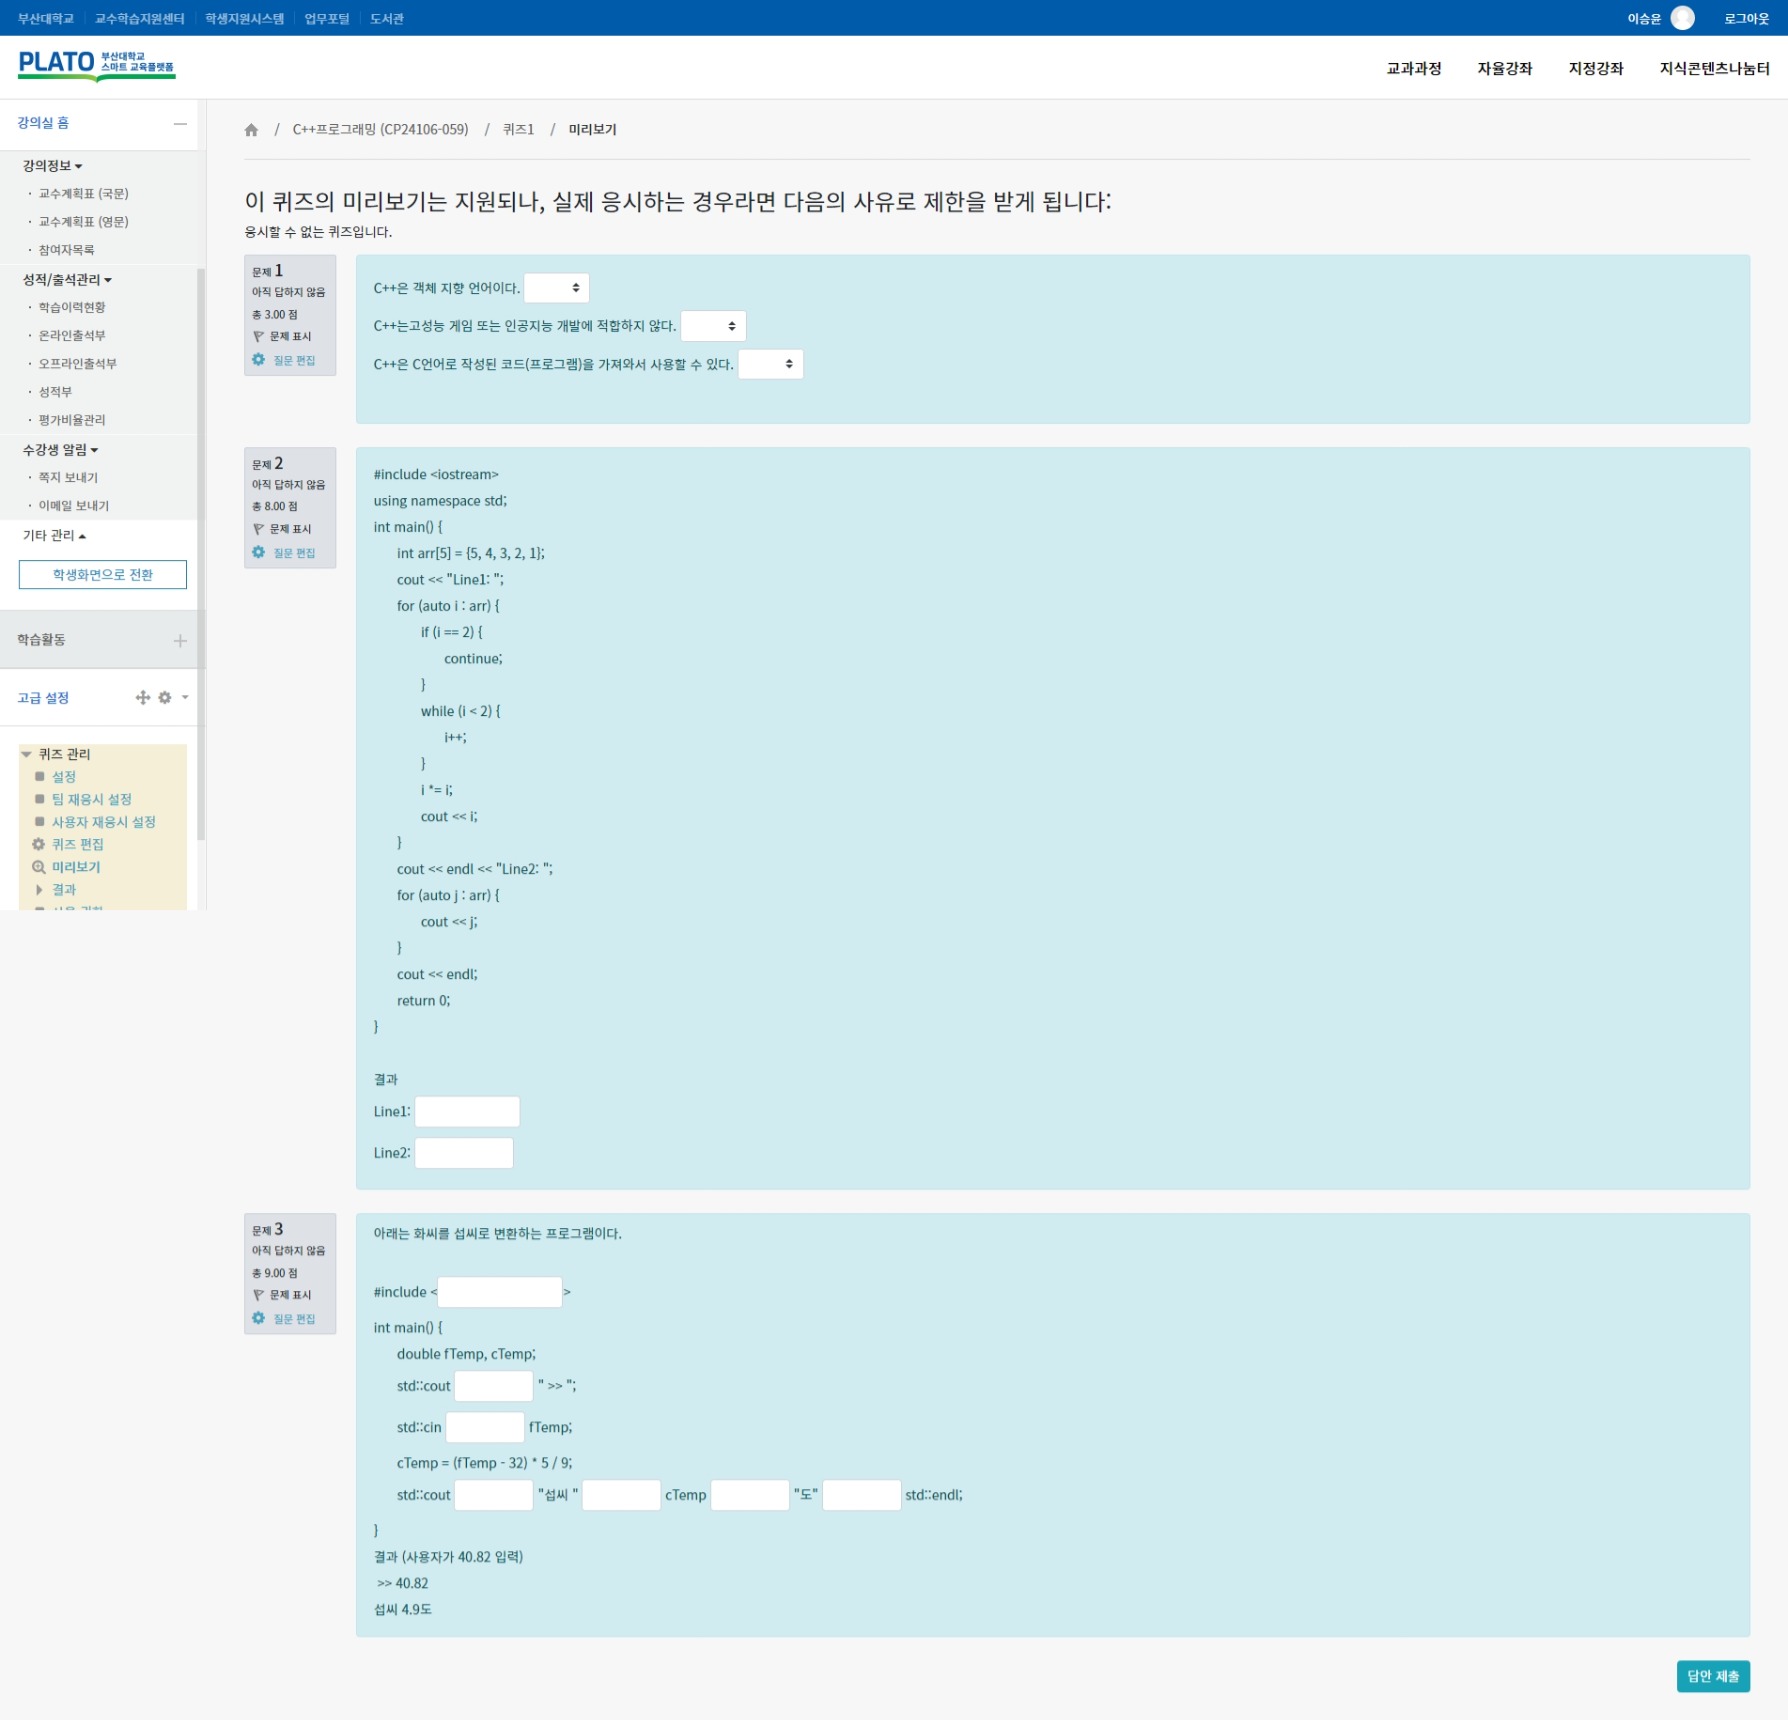 부산대학교 교수학습지원센터 학생지원시스템 업무포털 도서관
이승윤 로그아웃
PLATO 부산대학교 스마트 교육플랫폼
교과과정 자율강좌 지정강좌 지식콘텐츠나눔터
강의실 홈
강의정보
교수계획표 (국문)
교수계획표 (영문)
참여자목록
성적/출석관리
학습이력현황
온라인출석부
오프라인출석부
성적부
평가비율관리
수강생 알림
쪽지 보내기
이메일 보내기
기타 관리
학생화면으로 전환
학습활동
고급 설정
퀴즈 관리
설정
팀 재응시 설정
사용자 재응시 설정
퀴즈 편집
미리보기
결과
/ C++프로그래밍 (CP24106-059) / 퀴즈1 / 미리보기
이 퀴즈의 미리보기는 지원되나, 실제 응시하는 경우라면 다음의 사유로 제한을 받게 됩니다:
응시할 수 없는 퀴즈입니다.
문제 1
아직 답하지 않음
총 3.00 점
문제 표시
질문 편집
C++은 객체 지향 언어이다.
C++는고성능 게임 또는 인공지능 개발에 적합하지 않다.
C++은 C언어로 작성된 코드(프로그램)을 가져와서 사용할 수 있다.
문제 2
아직 답하지 않음
총 8.00 점
문제 표시
질문 편집
#include <iostream>
using namespace std;
int main() {
int arr[5] = {5, 4, 3, 2, 1};
cout << "Line1: ";
for (auto i : arr) {
if (i == 2) {
continue;
}
while (i < 2) {
i++;
}
i *= i;
cout << i;
}
cout << endl << "Line2: ";
for (auto j : arr) {
cout << j;
}
cout << endl;
return 0;
}
결과
Line1:
Line2:
문제 3
아직 답하지 않음
총 9.00 점
문제 표시
질문 편집
아래는 화씨를 섭씨로 변환하는 프로그램이다.
#include < >
int main() {
double fTemp, cTemp;
std::cout " >> ";
std::cin fTemp;
cTemp = (fTemp - 32) * 5 / 9;
std::cout "섭씨 " cTemp "도" std::endl;
}
결과 (사용자가 40.82 입력)
>> 40.82
섭씨 4.9도
답안 제출